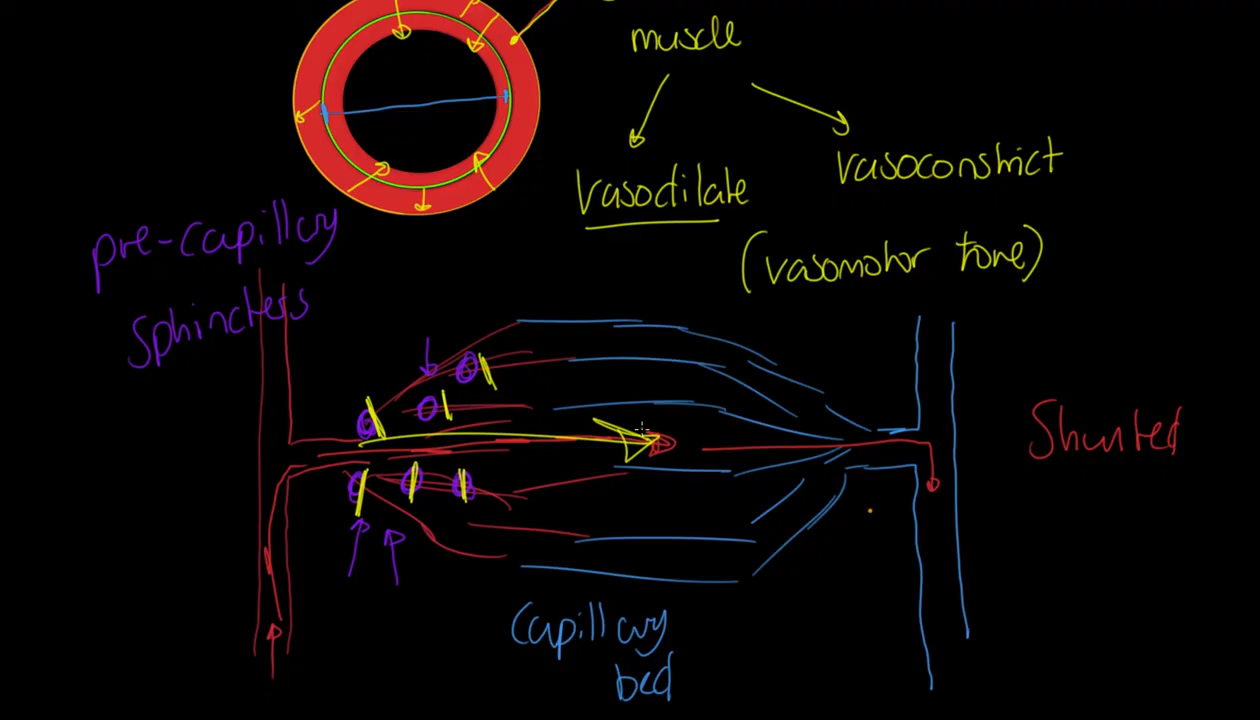 muscle
vasodilate
vasoconstrict
(vasomotor tone)
pre-capillary
sphincters
Shunted
Capillary
bed